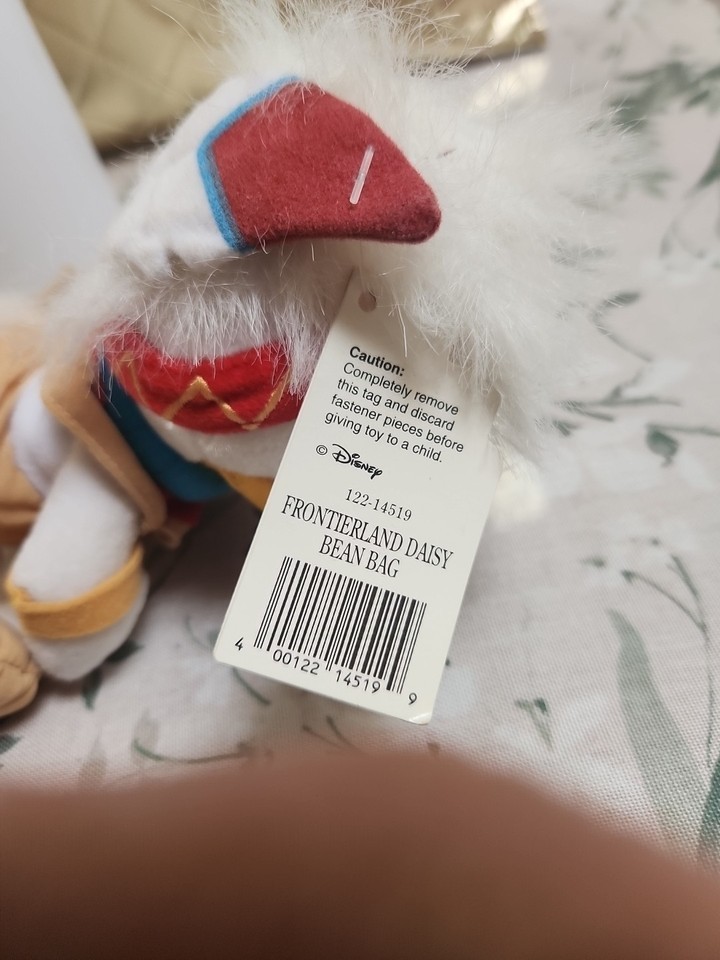 Caution:
Completely remove
this tag and discard
fastener pieces before
giving toy to a child.
© Disney
122-14519
FRONTIERLAND DAISY
BEAN BAG
4 00122 14519 9